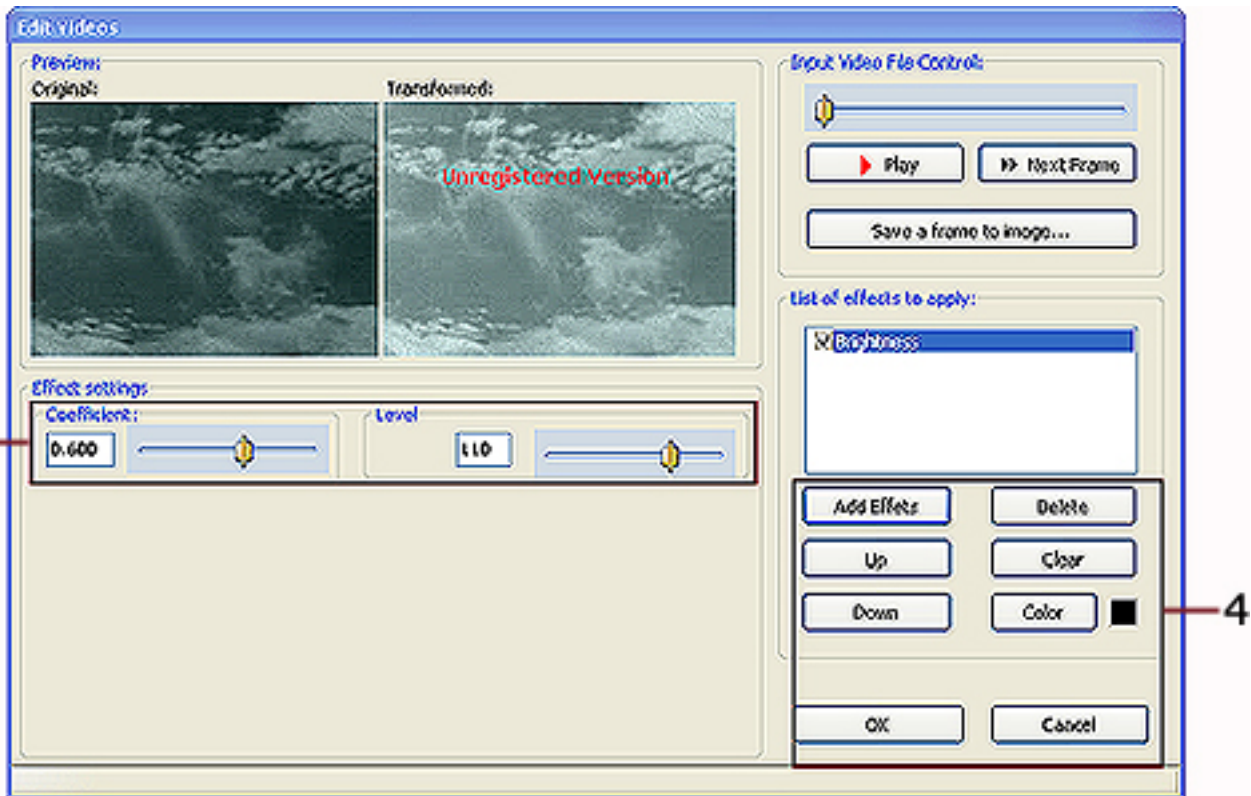 Edit Videos
Preview:
Original:
Transformed:
Unregistered Version
Input Video File Control:
Play
Next Frame
Save a frame to image...
List of effects to apply:
Brightness
Effect settings
Coefficient:
0.600
Level
110
Add Effets
Delete
Up
Clear
Down
Color
4
OK
Cancel